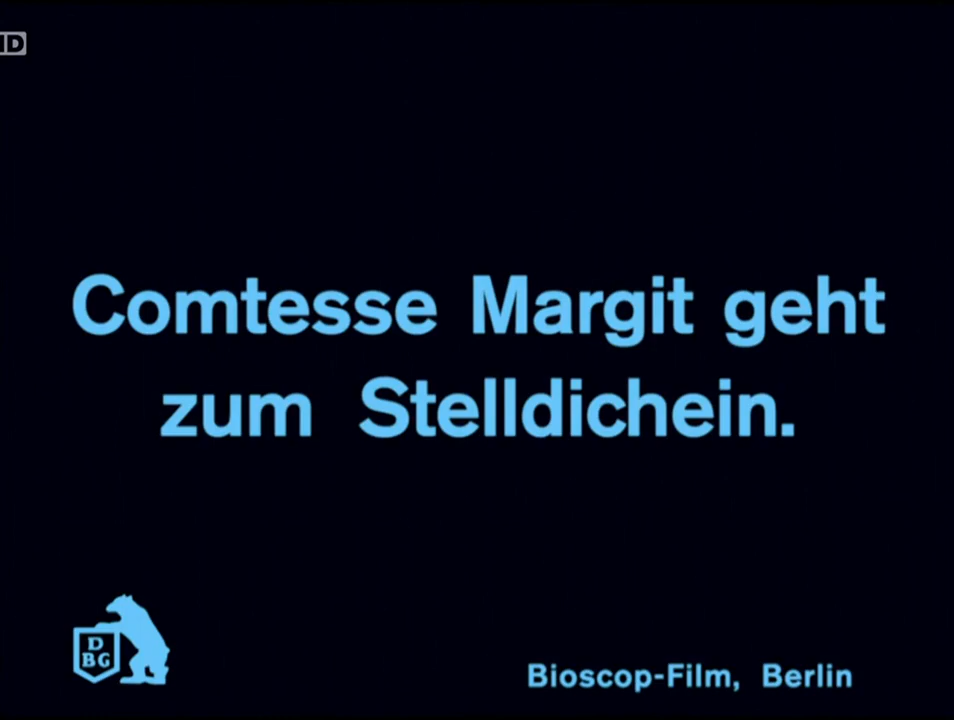 Comtesse Margit geht
zum Stelldichein.
D
BG
Bioscop-Film, Berlin